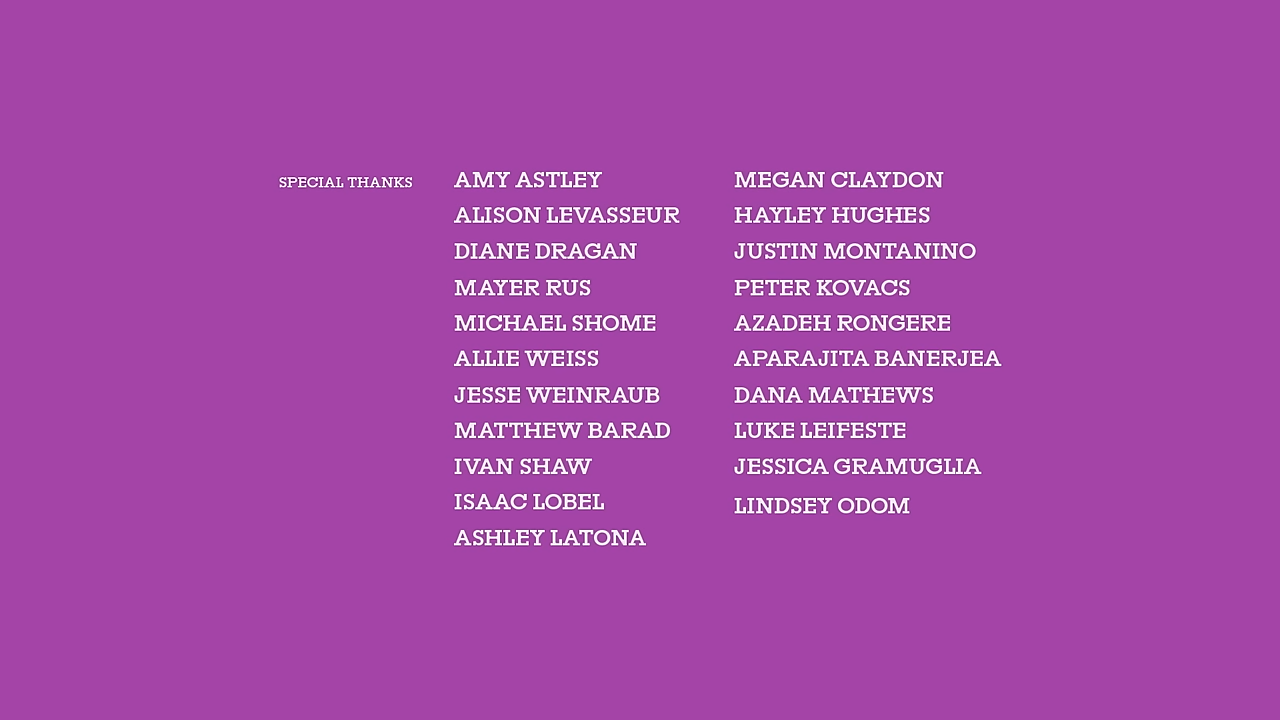 SPECIAL THANKS
AMY ASTLEY
ALISON LEVASSEUR
DIANE DRAGAN
MAYER RUS
MICHAEL SHOME
ALLIE WEISS
JESSE WEINRAUB
MATTHEW BARAD
IVAN SHAW
ISAAC LOBEL
ASHLEY LATONA
MEGAN CLAYDON
HAYLEY HUGHES
JUSTIN MONTANINO
PETER KOVACS
AZADEH RONGERE
APARAJITA BANERJEA
DANA MATHEWS
LUKE LEIFESTE
JESSICA GRAMUGLIA
LINDSEY ODOM